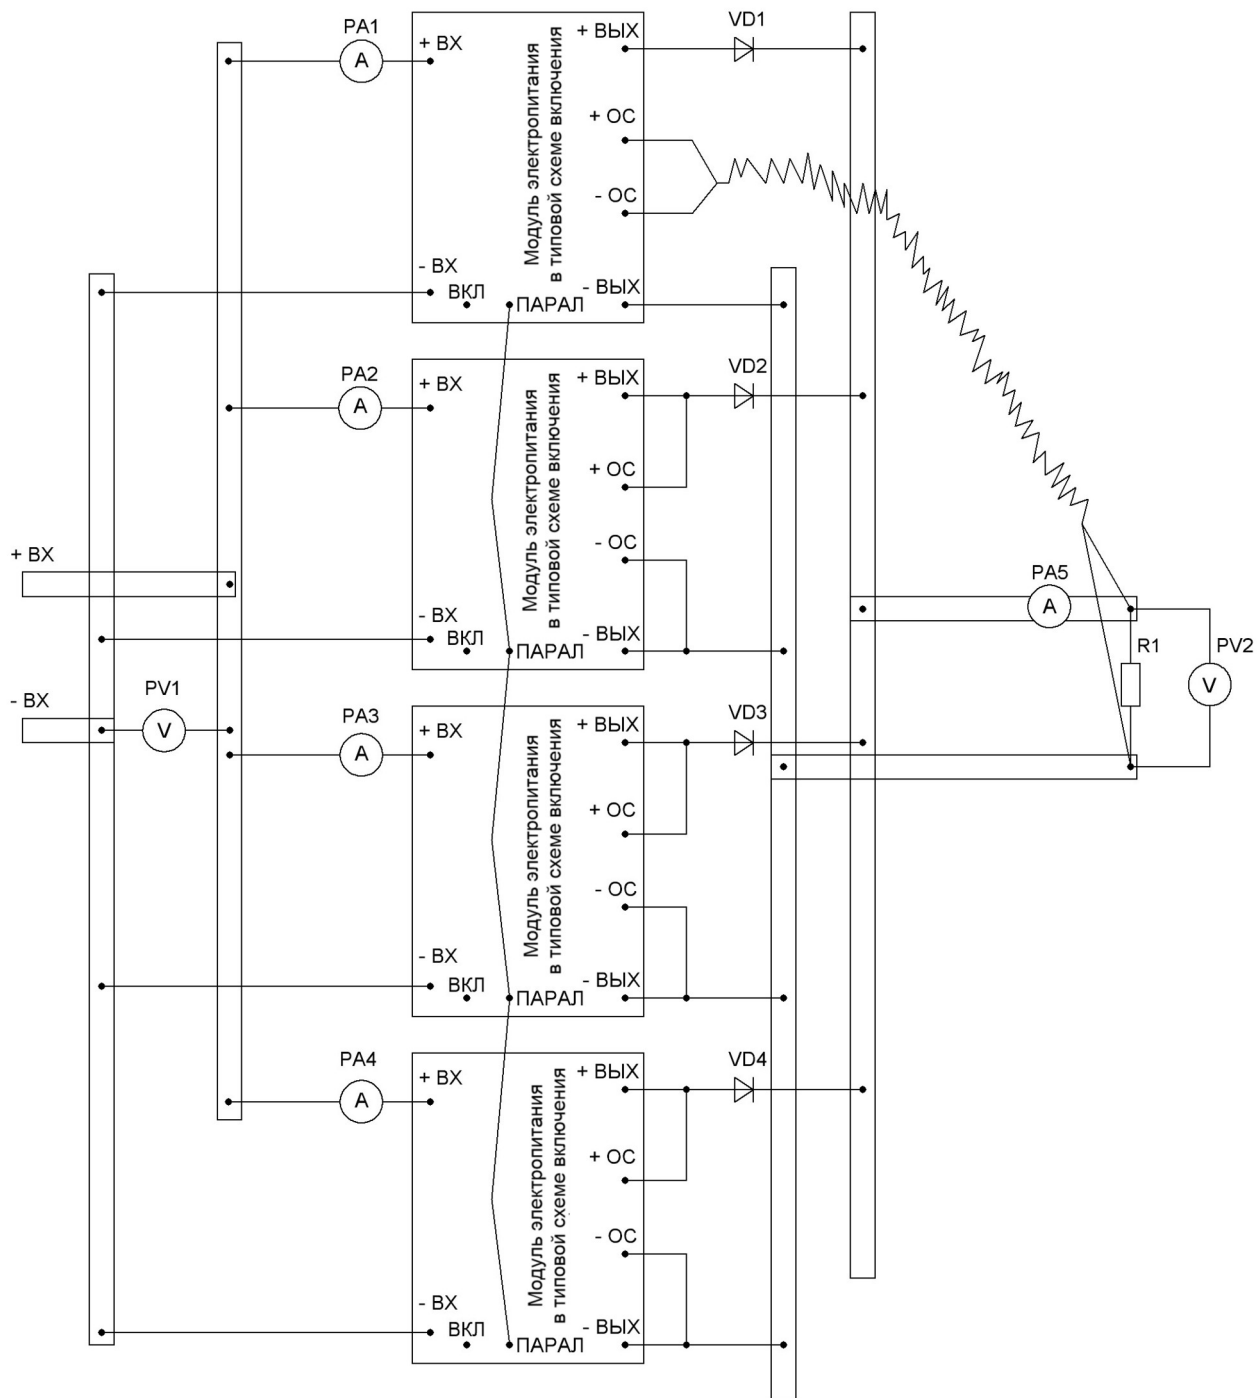 PA1
+ ВХ
A
Модуль электропитания
в типовой схеме включения
+ ВЫХ
VD1
+ ОС
- ОС
- ВХ
ВКЛ
ПАРАЛ
- ВЫХ
PA2
+ ВХ
A
Модуль электропитания
в типовой схеме включения
+ ВЫХ
VD2
+ ОС
- ОС
- ВХ
ВКЛ
ПАРАЛ
- ВЫХ
+ ВХ
- ВХ
PV1
V
PA5
A
R1
PV2
V
PA3
+ ВХ
A
Модуль электропитания
в типовой схеме включения
+ ВЫХ
VD3
+ ОС
- ОС
- ВХ
ВКЛ
ПАРАЛ
- ВЫХ
PA4
+ ВХ
A
Модуль электропитания
в типовой схеме включения
+ ВЫХ
VD4
+ ОС
- ОС
- ВХ
ВКЛ
ПАРАЛ
- ВЫХ